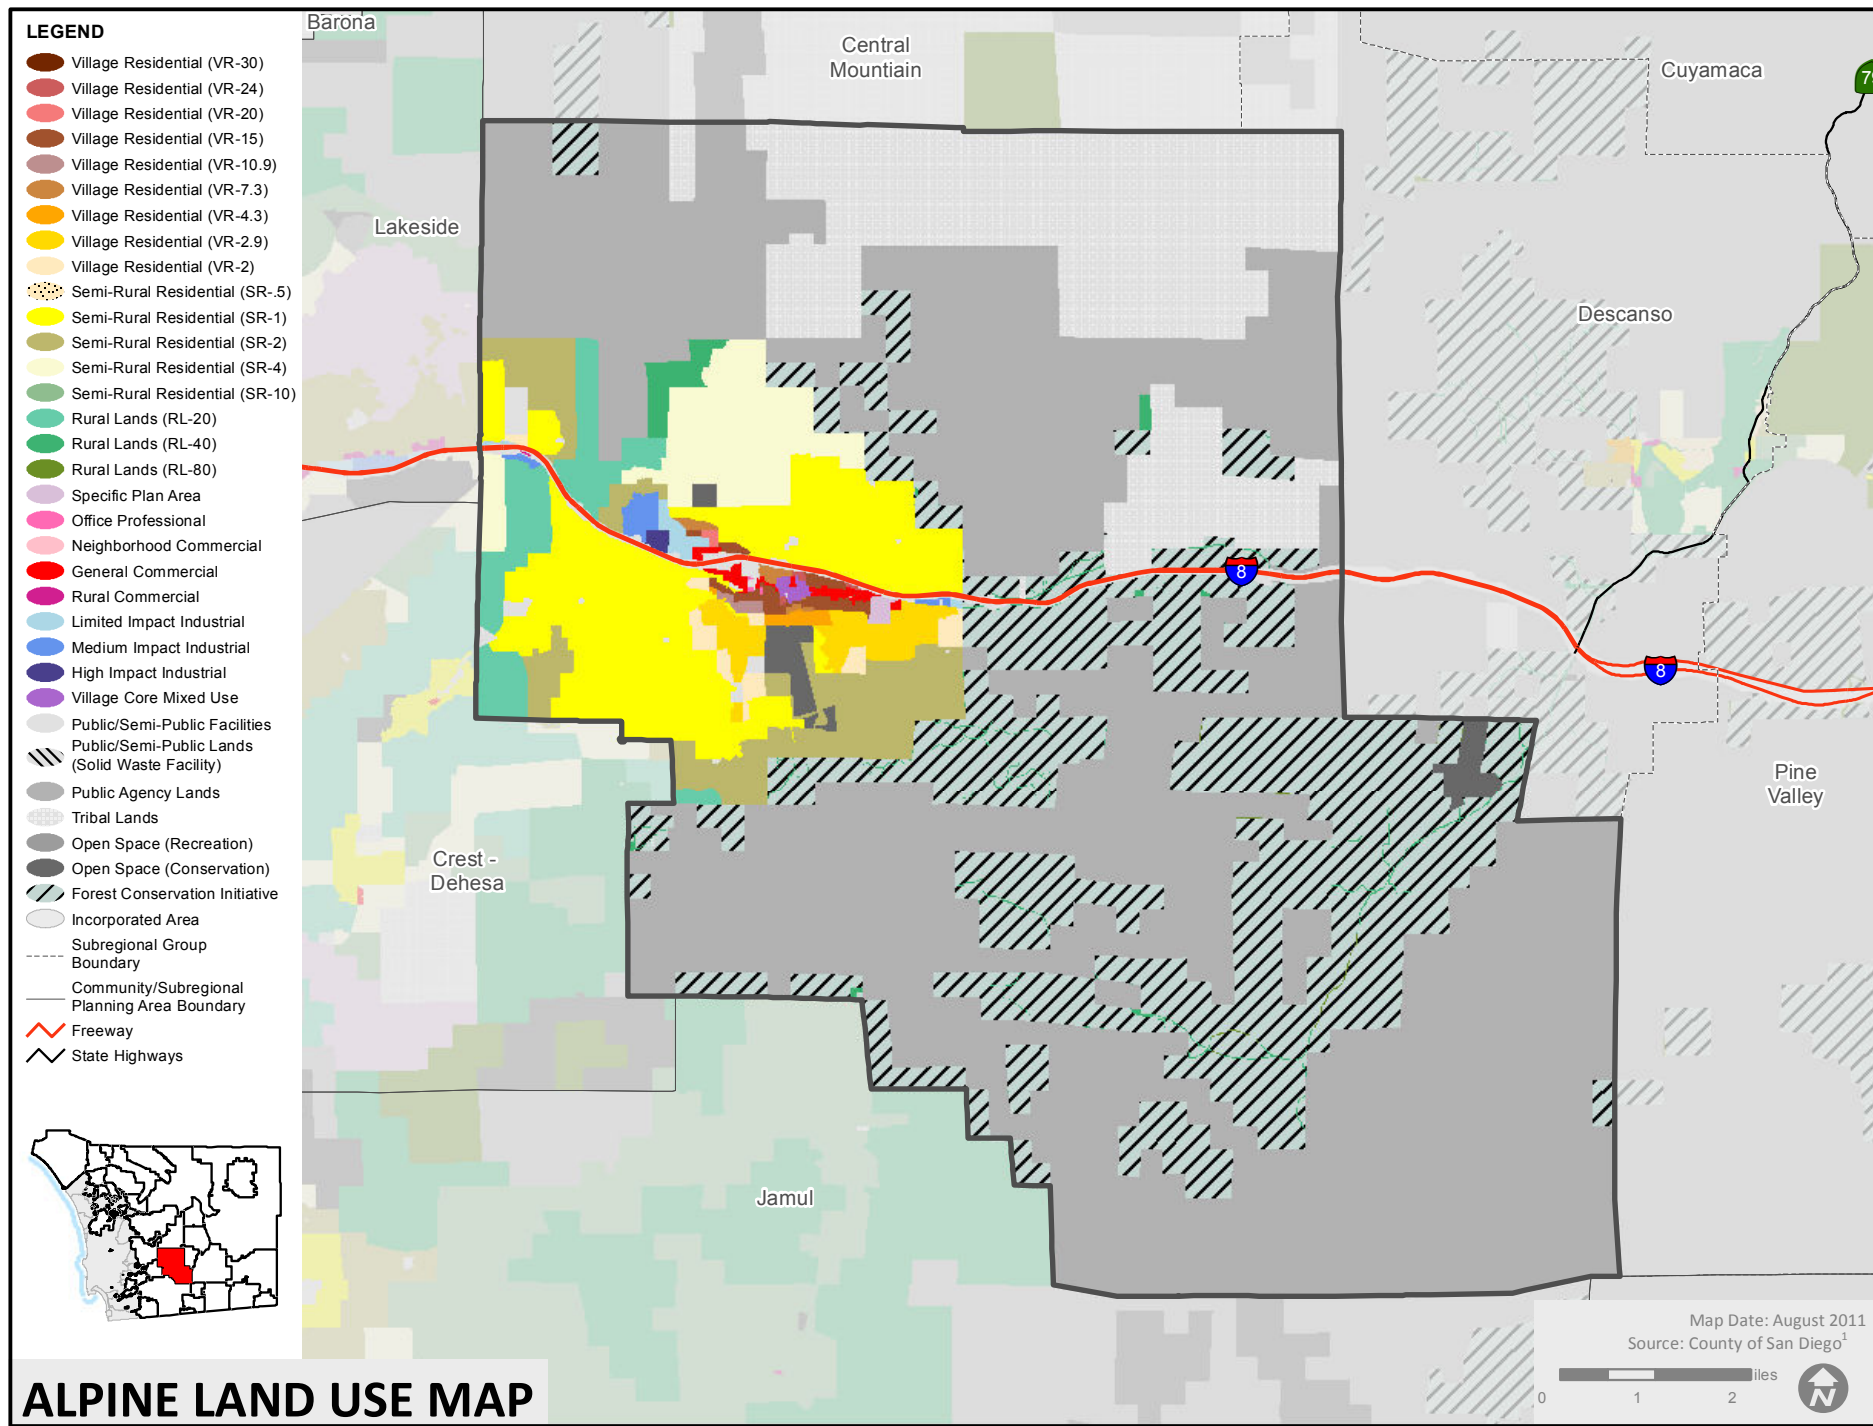 LEGEND
Village Residential (VR-30)
Village Residential (VR-24)
Village Residential (VR-20)
Village Residential (VR-15)
Village Residential (VR-10.9)
Village Residential (VR-7.3)
Village Residential (VR-4.3)
Village Residential (VR-2.9)
Village Residential (VR-2)
Semi-Rural Residential (SR-.5)
Semi-Rural Residential (SR-1)
Semi-Rural Residential (SR-2)
Semi-Rural Residential (SR-4)
Semi-Rural Residential (SR-10)
Rural Lands (RL-20)
Rural Lands (RL-40)
Rural Lands (RL-80)
Specific Plan Area
Office Professional
Neighborhood Commercial
General Commercial
Rural Commercial
Limited Impact Industrial
Medium Impact Industrial
High Impact Industrial
Village Core Mixed Use
Public/Semi-Public Facilities
Public/Semi-Public Lands
(Solid Waste Facility)
Public Agency Lands
Tribal Lands
Open Space (Recreation)
Open Space (Conservation)
Forest Conservation Initiative
Incorporated Area
Subregional Group
Boundary
Community/Subregional
Planning Area Boundary
Freeway
State Highways
Barona
Central
Mountain
Cuyamaca
79
Lakeside
Descanso
8
8
Pine
Valley
Crest -
Dehesa
Jamul
Map Date: August 2011
Source: County of San Diego1
iles
0 1 2
N
ALPINE LAND USE MAP